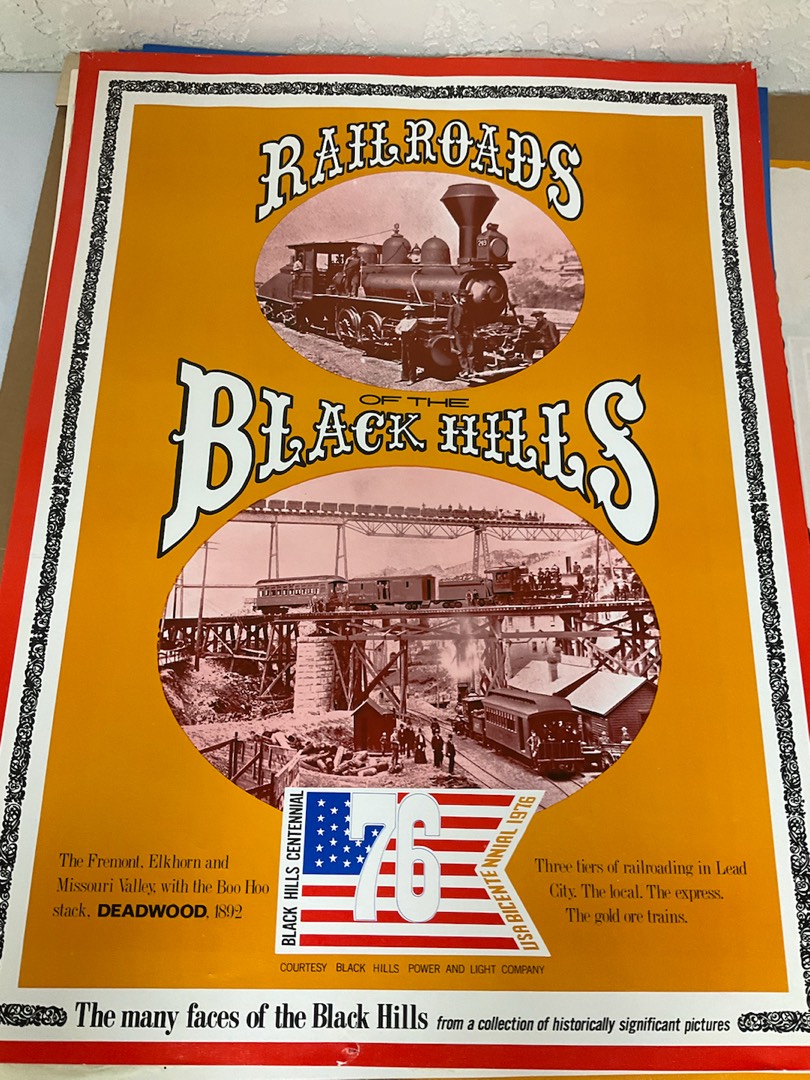 RAILROADS
OF THE
BLACK HILLS
BLACK HILLS CENTENNIAL
76
USA BICENTENNIAL 1976
The Fremont, Elkhorn and
Missouri Valley, with the Boo Hoo
stack, DEADWOOD, 1892
Three tiers of railroading in Lead
City. The local. The express.
The gold ore trains.
COURTESY BLACK HILLS POWER AND LIGHT COMPANY
The many faces of the Black Hills from a collection of historically significant pictures